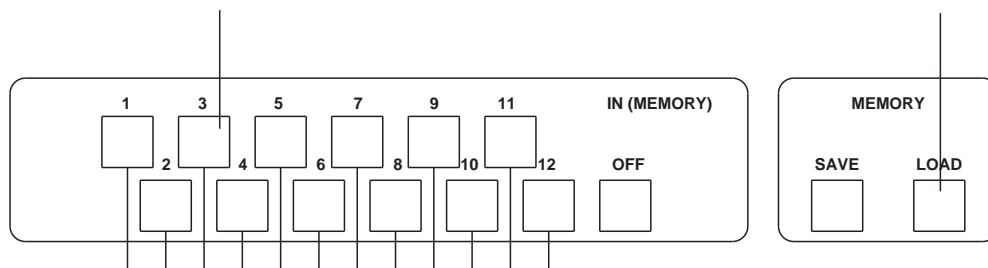 1 3 5 7 9 11 IN (MEMORY)
2 4 6 8 10 12 OFF
MEMORY
SAVE LOAD